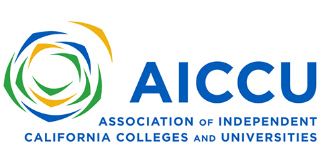 AICCU
ASSOCIATION OF INDEPENDENT
CALIFORNIA COLLEGES AND UNIVERSITIES